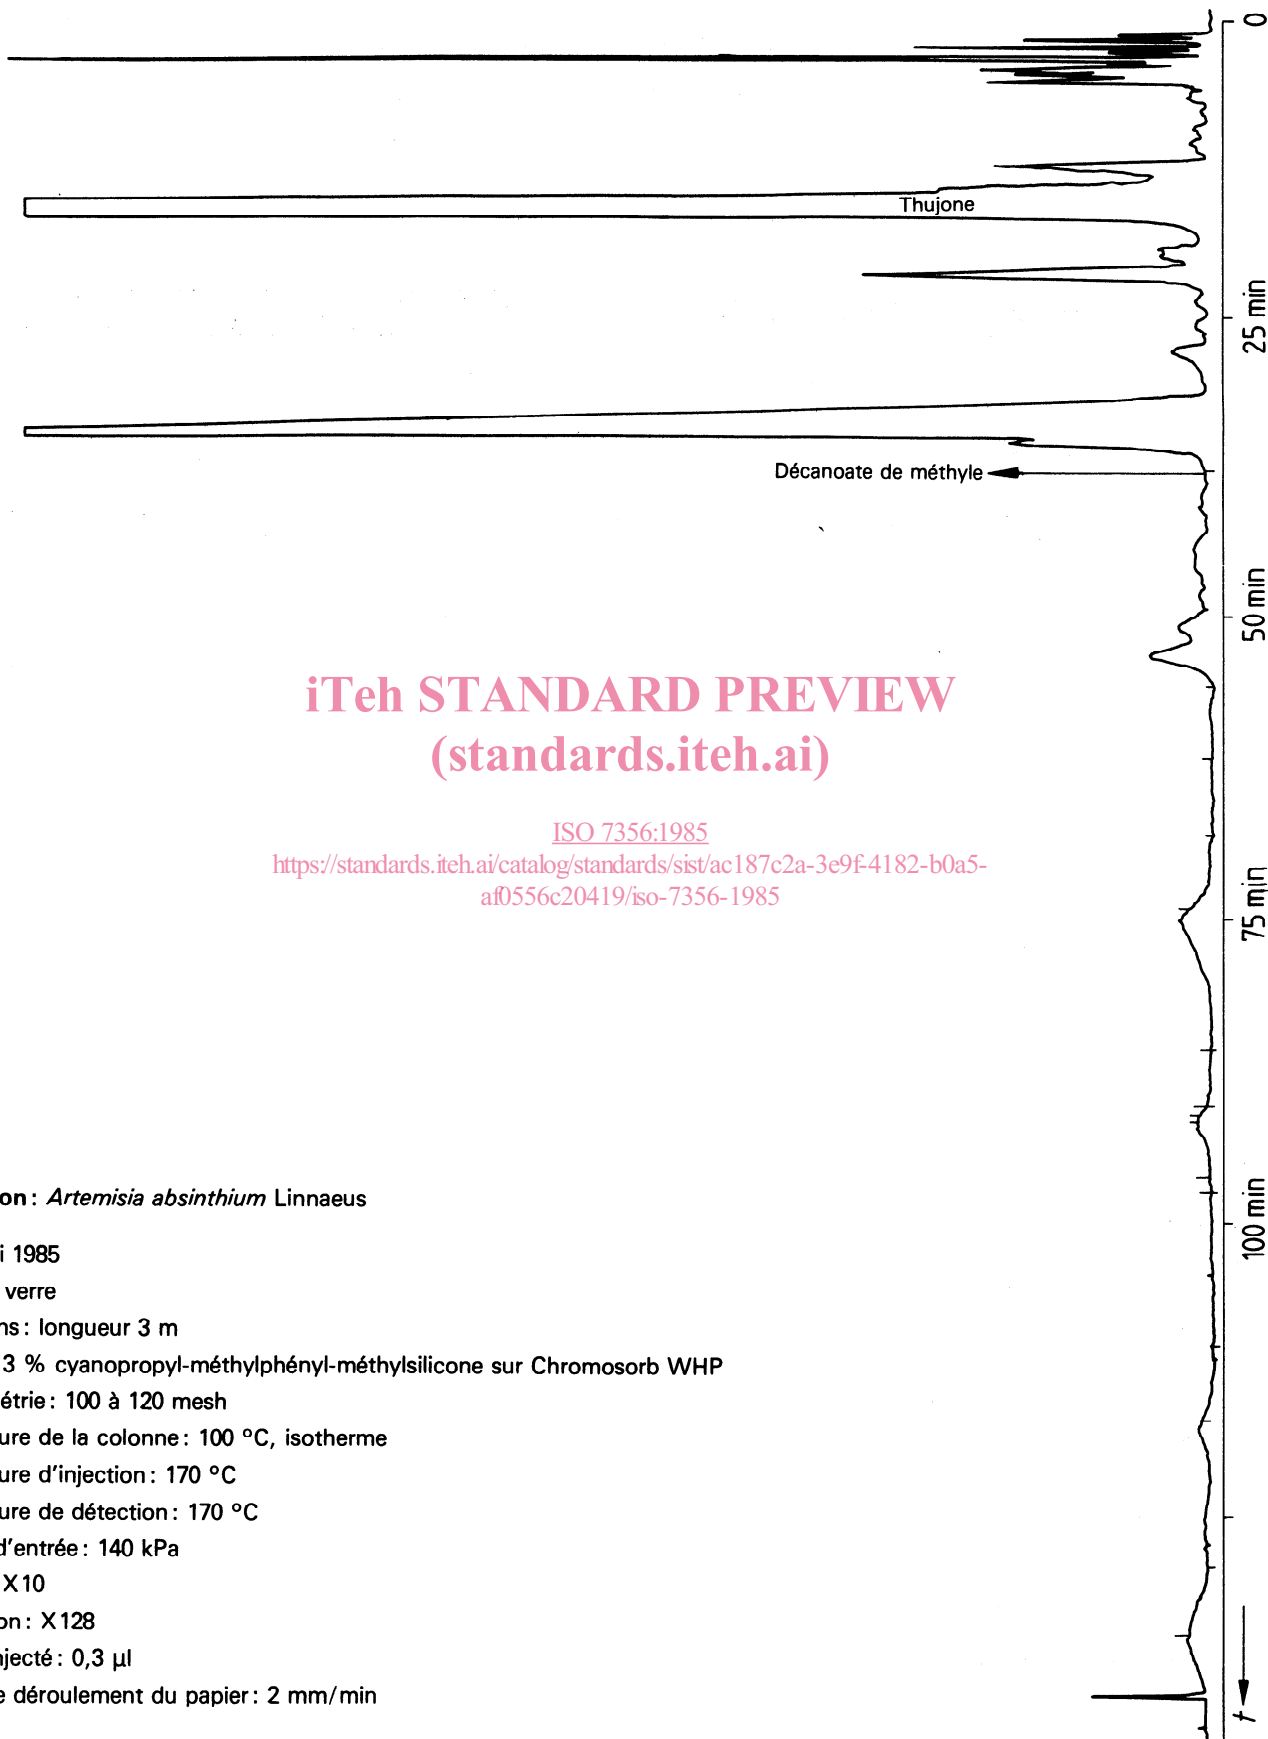 0
Thujone
25 min
Décanoate de méthyle
50 min
iTeh STANDARD PREVIEW
(standards.iteh.ai)
ISO 7356:1985
https://standards.iteh.ai/catalog/standards/sist/ac187c2a-3e9f-4182-b0a5-
af0556c20419/iso-7356-1985
75 min
100 min
on : Artemisia absinthium Linnaeus
i 1985
verre
ns : longueur 3 m
3 % cyanopropyl-méthylphényl-méthylsilicone sur Chromosorb WHP
étrie : 100 à 120 mesh
ure de la colonne : 100 °C, isotherme
ure d'injection : 170 °C
ure de détection : 170 °C
d'entrée : 140 kPa
X 10
on : X 128
njecté : 0,3 µl
e déroulement du papier : 2 mm/min
t